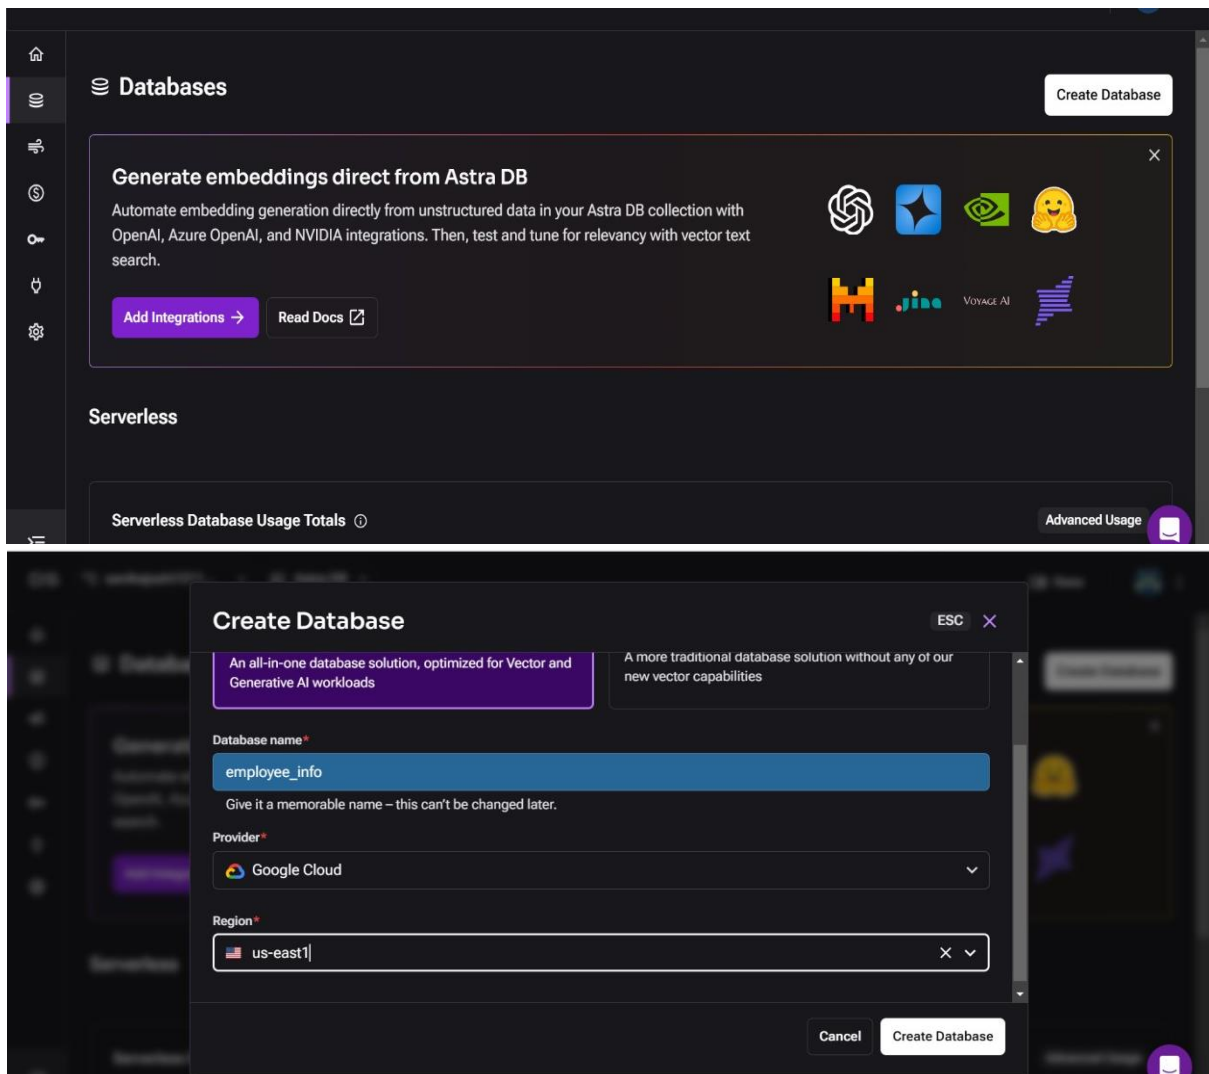 Databases
Create Database
Generate embeddings direct from Astra DB
Automate embedding generation directly from unstructured data in your Astra DB collection with
OpenAI, Azure OpenAI, and NVIDIA integrations. Then, test and tune for relevancy with vector text
search.
Jina
VOYAGE AI
Add Integrations →
Read Docs
Serverless
Serverless Database Usage Totals
Advanced Usage
Create Database
ESC
An all-in-one database solution, optimized for Vector and
Generative AI workloads
A more traditional database solution without any of our
new vector capabilities
Database name*
employee_info
Give it a memorable name – this can't be changed later.
Provider*
Google Cloud
Region*
us-east1
Cancel
Create Database